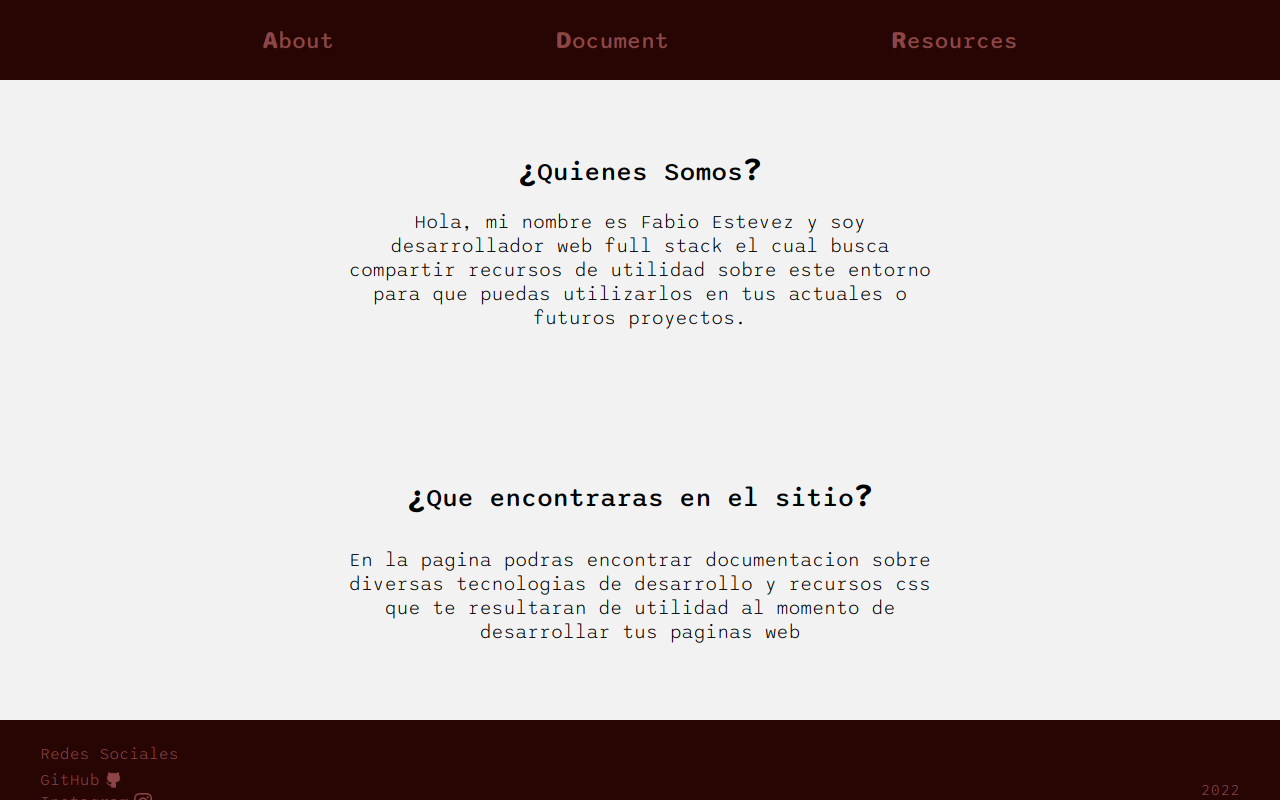 About Document Resources
¿Quienes Somos?
Hola, mi nombre es Fabio Estevez y soy
desarrollador web full stack el cual busca
compartir recursos de utilidad sobre este entorno
para que puedas utilizarlos en tus actuales o
futuros proyectos.
¿Que encontraras en el sitio?
En la pagina podras encontrar documentacion sobre
diversas tecnologias de desarrollo y recursos css
que te resultaran de utilidad al momento de
desarrollar tus paginas web
Redes Sociales
GitHub
Instagram
2022